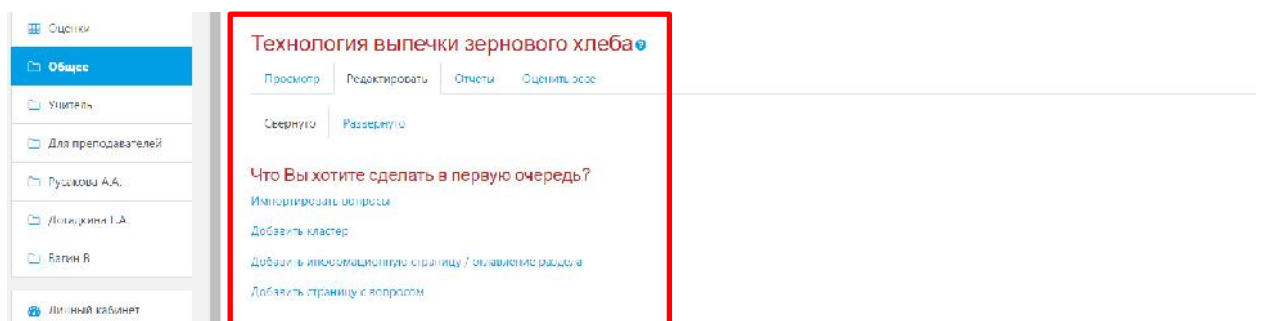 Оценки
Общее
Учитель
Для преподавателей
Русакова А.А.
Вагин В
Личный кабинет
Технология выпечки зернового хлеба
Просмотр Редактировать Отчеты Оценить эссе
Свернуто Развернуто
Что Вы хотите сделать в первую очередь?
Импортировать вопросы
Добавить кластер
Добавить информационную страницу / оглавление раздела
Добавить страницу с вопросом